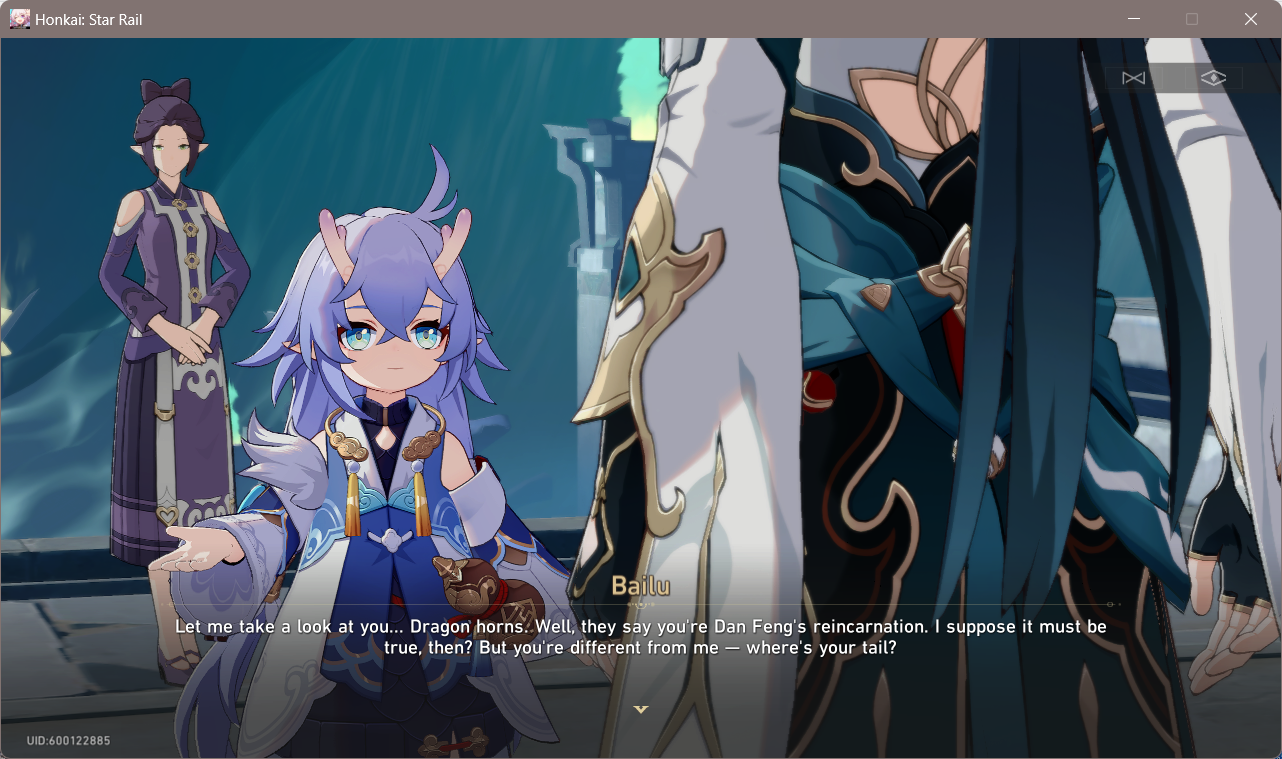 Honkai: Star Rail
Bailu
Let me take a look at you... Dragon horns. Well, they say you're Dan Feng's reincarnation. I suppose it must be
true, then? But you're different from me — where's your tail?
UID:600122885